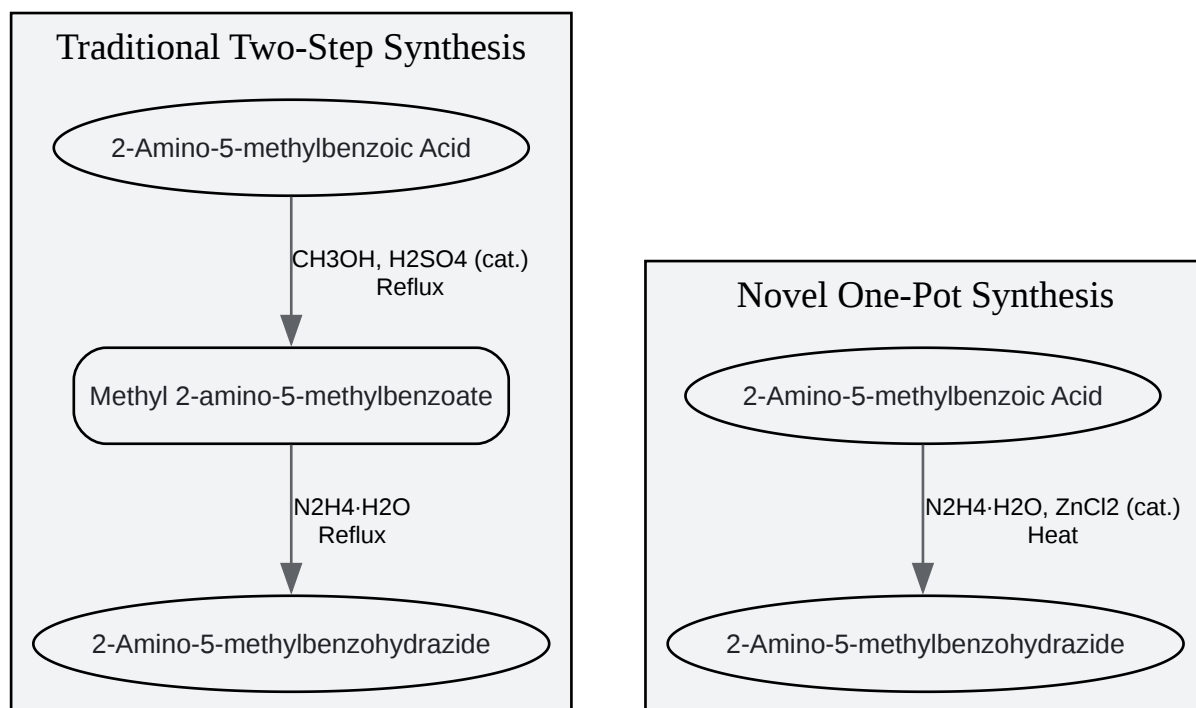 Traditional Two-Step Synthesis
2-Amino-5-methylbenzoic Acid
CH3OH, H2SO4 (cat.)
Reflux
Methyl 2-amino-5-methylbenzoate
N2H4·H2O
Reflux
2-Amino-5-methylbenzohydrazide
Novel One-Pot Synthesis
2-Amino-5-methylbenzoic Acid
N2H4·H2O, ZnCl2 (cat.)
Heat
2-Amino-5-methylbenzohydrazide